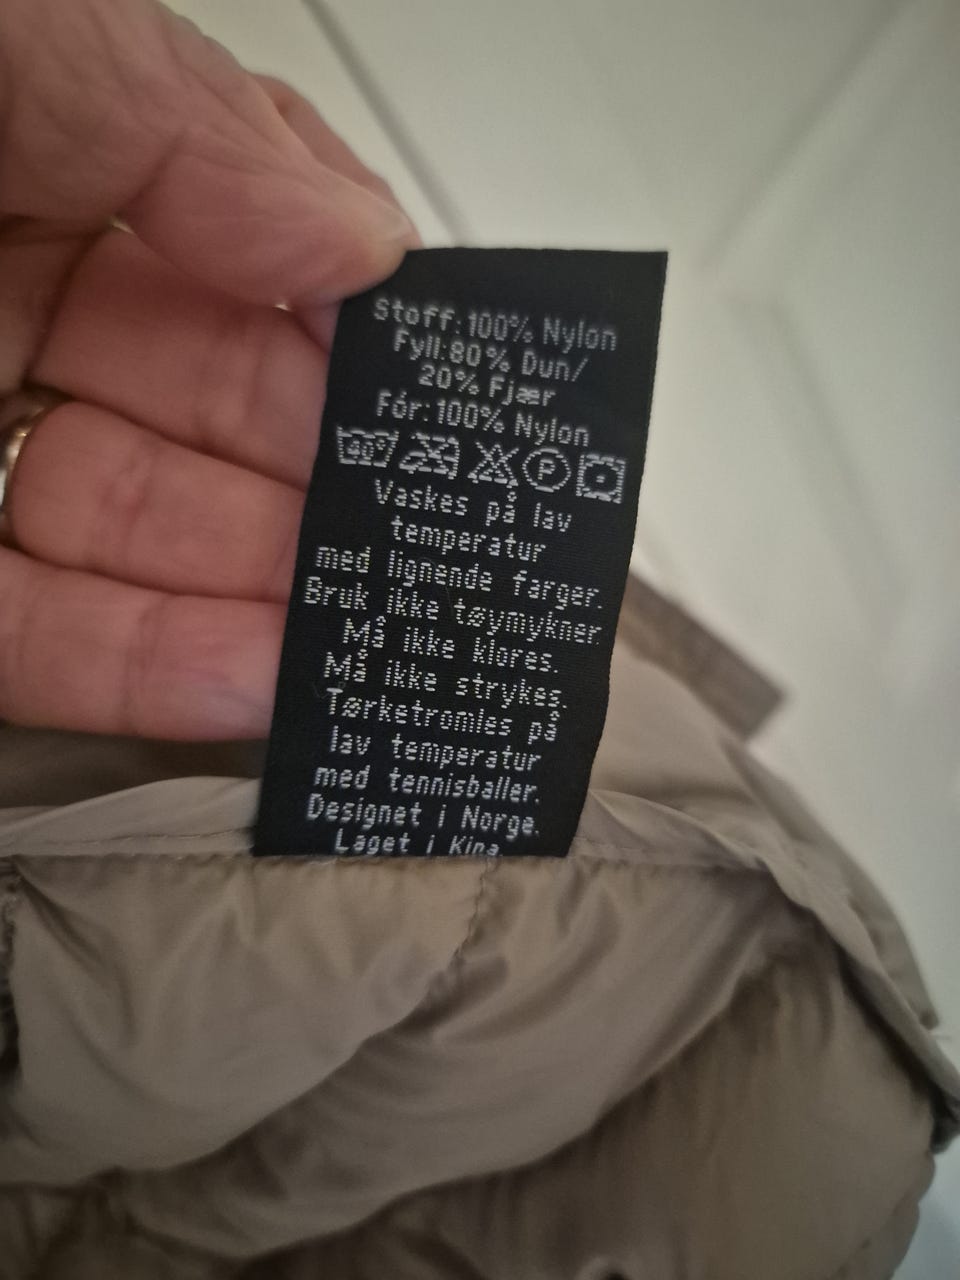 Stoff:100% Nylon
Fyll:80% Dun/
20% Fjær
Fór:100% Nylon
40° P
Vaskes på lav
temperatur
med lignende farger.
Bruk ikke tøymykner
Må ikke klores.
Må ikke strykes.
Tørketromles på
lav temperatur
med tennisballer.
Designet i Norge.
Laget i Kina.